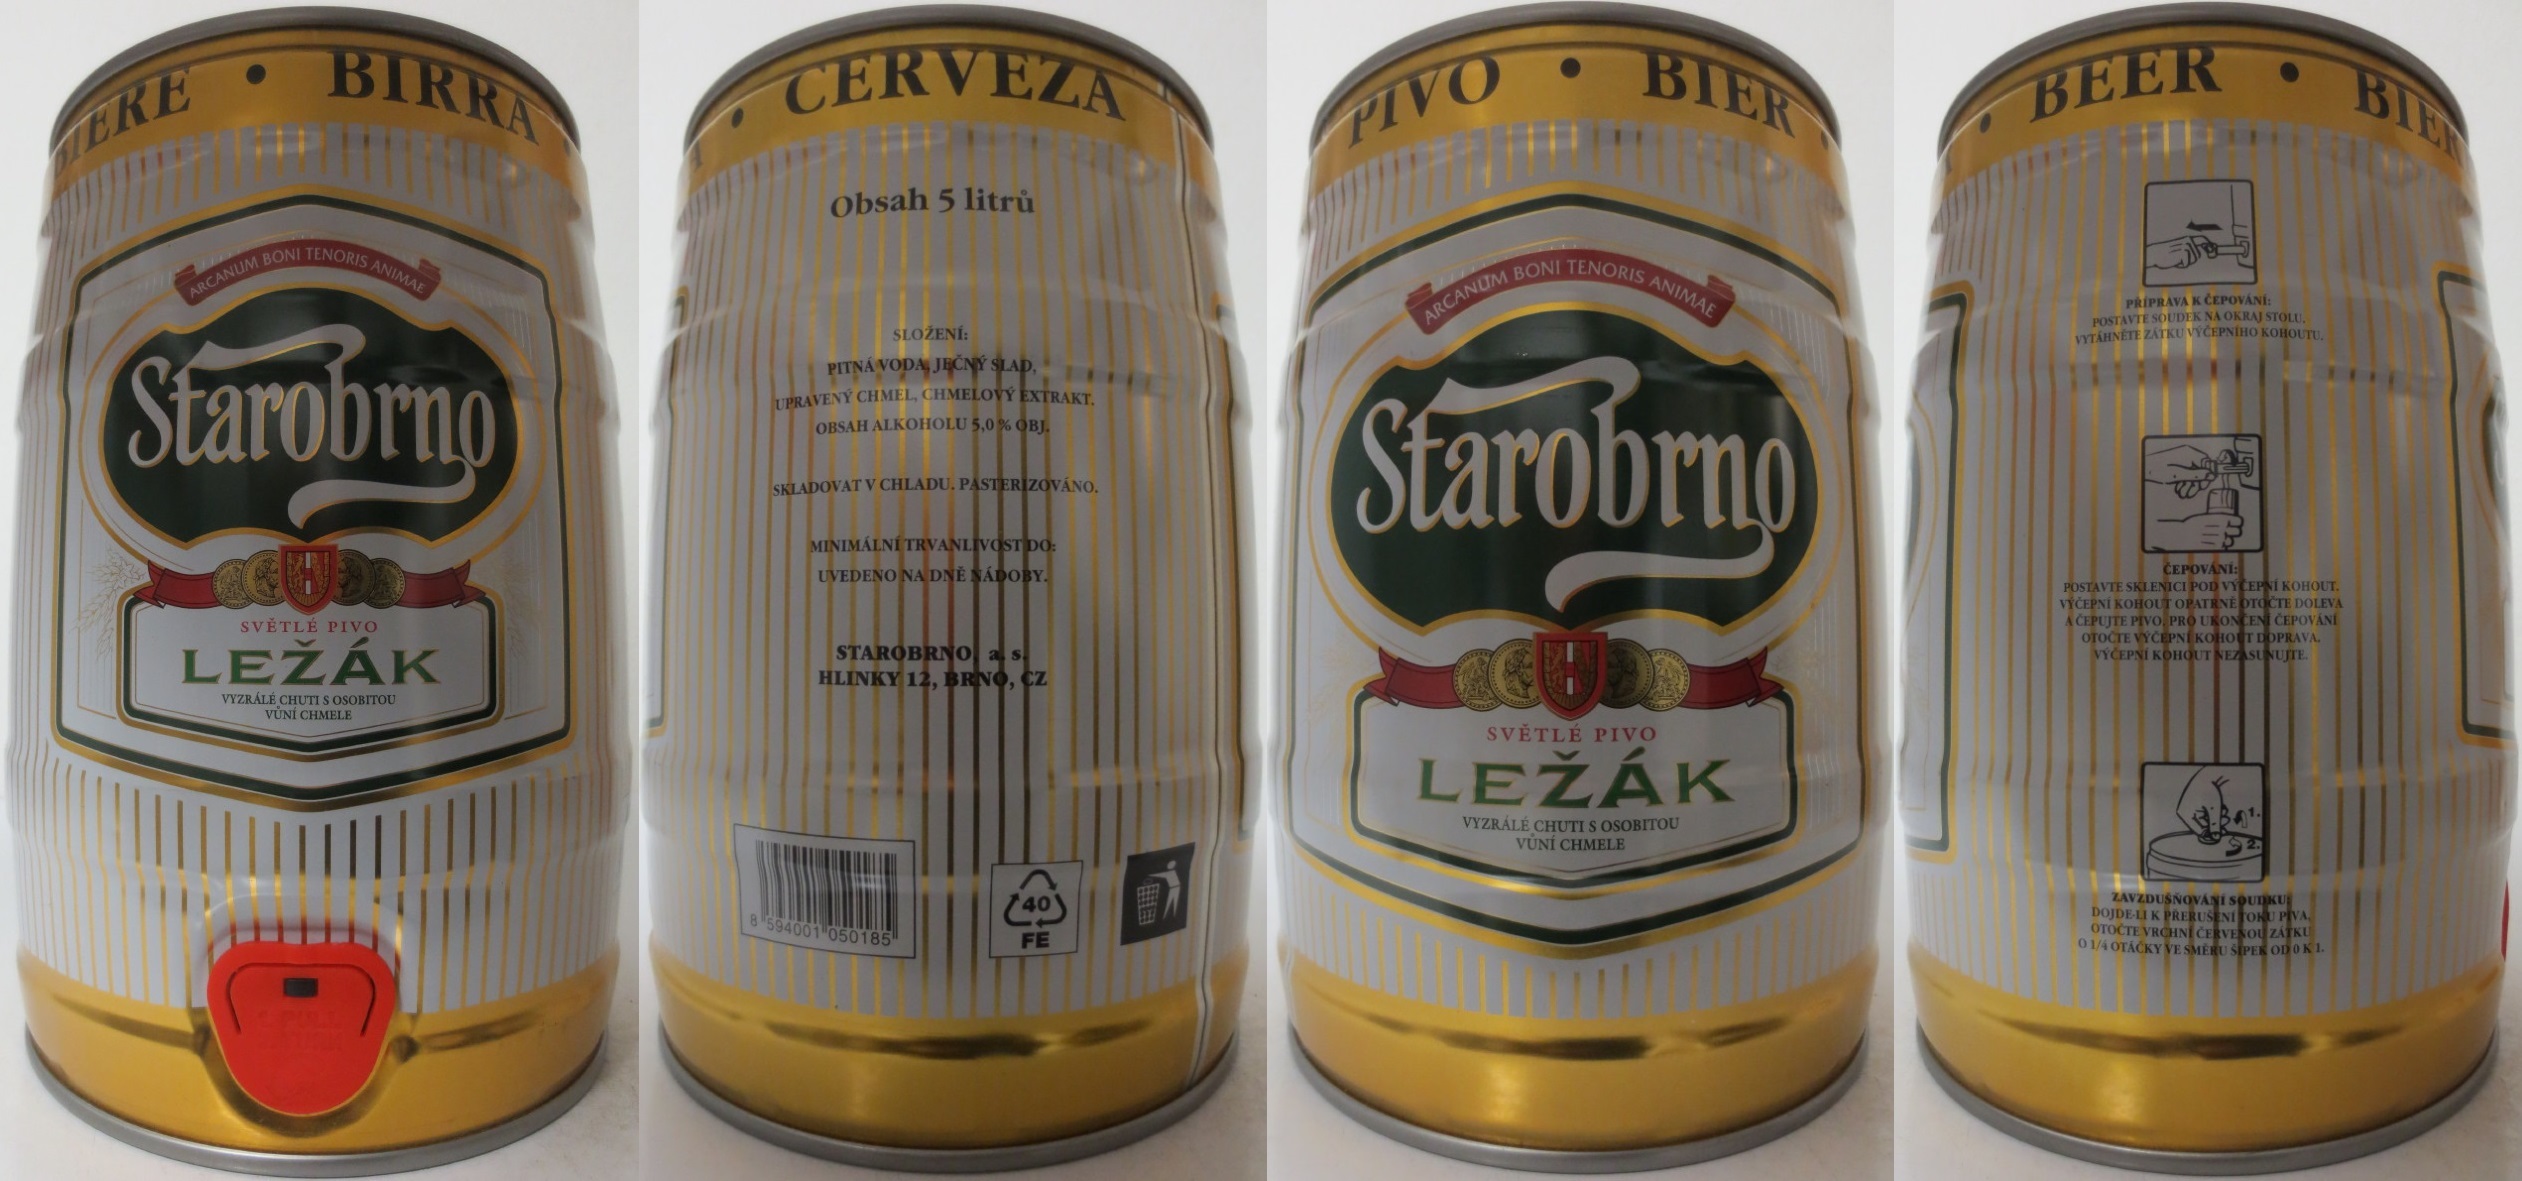 BIÈRE • BIRRA
ARCANUM BONI TENORIS ANIMAE
Starobrno
SVĚTLÉ PIVO
LEŽÁK
VYZRÁLÉ CHUTI S OSOBITOU
VŮNÍ CHMELE
• CERVEZA
Obsah 5 litrů
SLOŽENÍ:
PITNÁ VODA, JEČNÝ SLAD,
UPRAVENÝ CHMEL, CHMELOVÝ EXTRAKT.
OBSAH ALKOHOLU 5,0 % OBJ.
SKLADOVAT V CHLADU. PASTERIZOVÁNO.
MINIMÁLNÍ TRVANLIVOST DO:
UVEDENO NA DNĚ NÁDOBY.
STAROBRNO, a. s.
HLINKY 12, BRNO, CZ
8 594001 050185
40
FE
PIVO • BIER •
ARCANUM BONI TENORIS ANIMAE
Starobrno
SVĚTLÉ PIVO
LEŽÁK
VYZRÁLÉ CHUTI S OSOBITOU
VŮNÍ CHMELE
• BEER • BIER
PŘÍPRAVA K ČEPOVÁNÍ:
POSTAVTE SOUDEK NA OKRAJ STOLU.
VYTÁHNĚTE ZÁTKU VÝČEPNÍHO KOHOUTU.
ČEPOVÁNÍ:
POSTAVTE SKLENICI POD VÝČEPNÍ KOHOUT.
VÝČEPNÍ KOHOUT OPATRNĚ OTOČTE DOLEVA
A ČEPUJTE PIVO. PRO UKONČENÍ ČEPOVÁNÍ
OTOČTE VÝČEPNÍ KOHOUT DOPRAVA.
VÝČEPNÍ KOHOUT NEZASUNUJTE.
1.
2.
ZAVZDUŠŇOVÁNÍ SOUDKU:
DOJDE-LI K PŘERUŠENÍ TOKU PIVA,
OTOČTE VRCHNÍ ČERVENOU ZÁTKU
O 1/4 OTÁČKY VE SMĚRU ŠIPEK OD 0 K 1.